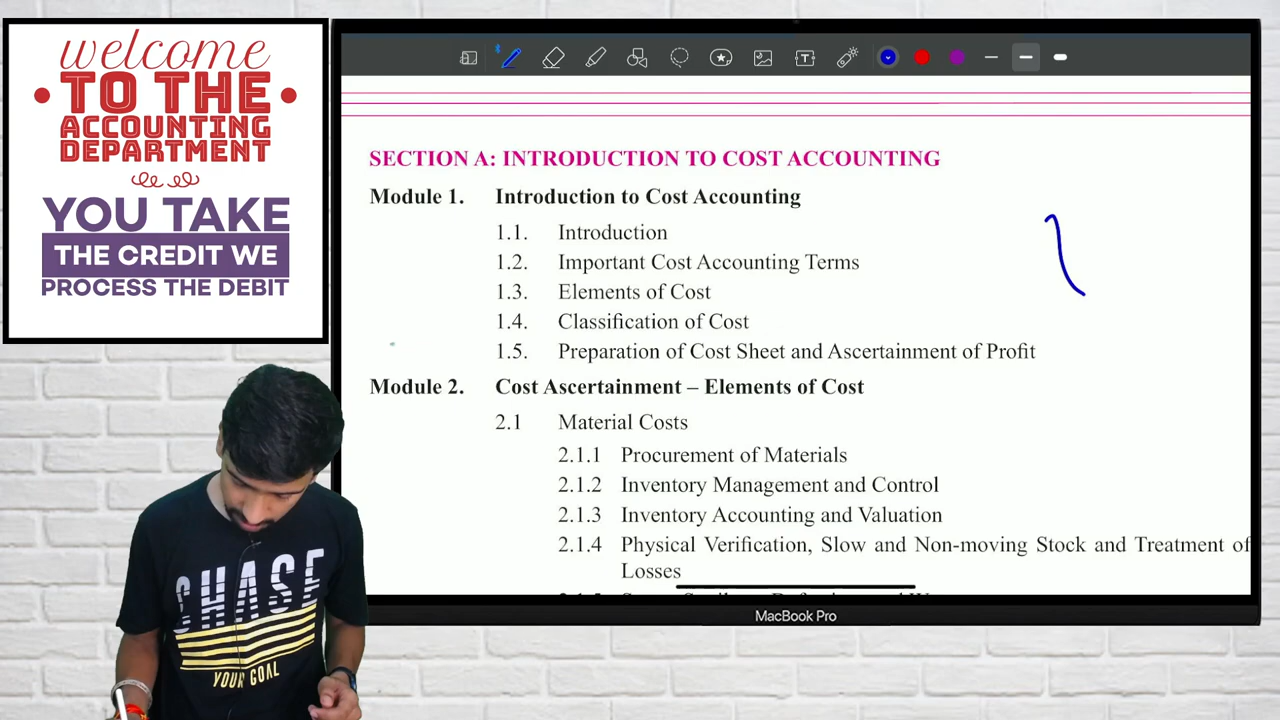 welcome
TO THE
ACCOUNTING
DEPARTMENT
YOU TAKE
THE CREDIT WE
PROCESS THE DEBIT
SECTION A: INTRODUCTION TO COST ACCOUNTING
Module 1. Introduction to Cost Accounting
1.1. Introduction
1.2. Important Cost Accounting Terms
1.3. Elements of Cost
1.4. Classification of Cost
1.5. Preparation of Cost Sheet and Ascertainment of Profit
Module 2. Cost Ascertainment – Elements of Cost
2.1 Material Costs
2.1.1 Procurement of Materials
2.1.2 Inventory Management and Control
2.1.3 Inventory Accounting and Valuation
2.1.4 Physical Verification, Slow and Non-moving Stock and Treatment of
Losses
MacBook Pro
CHASE
YOUR GOAL